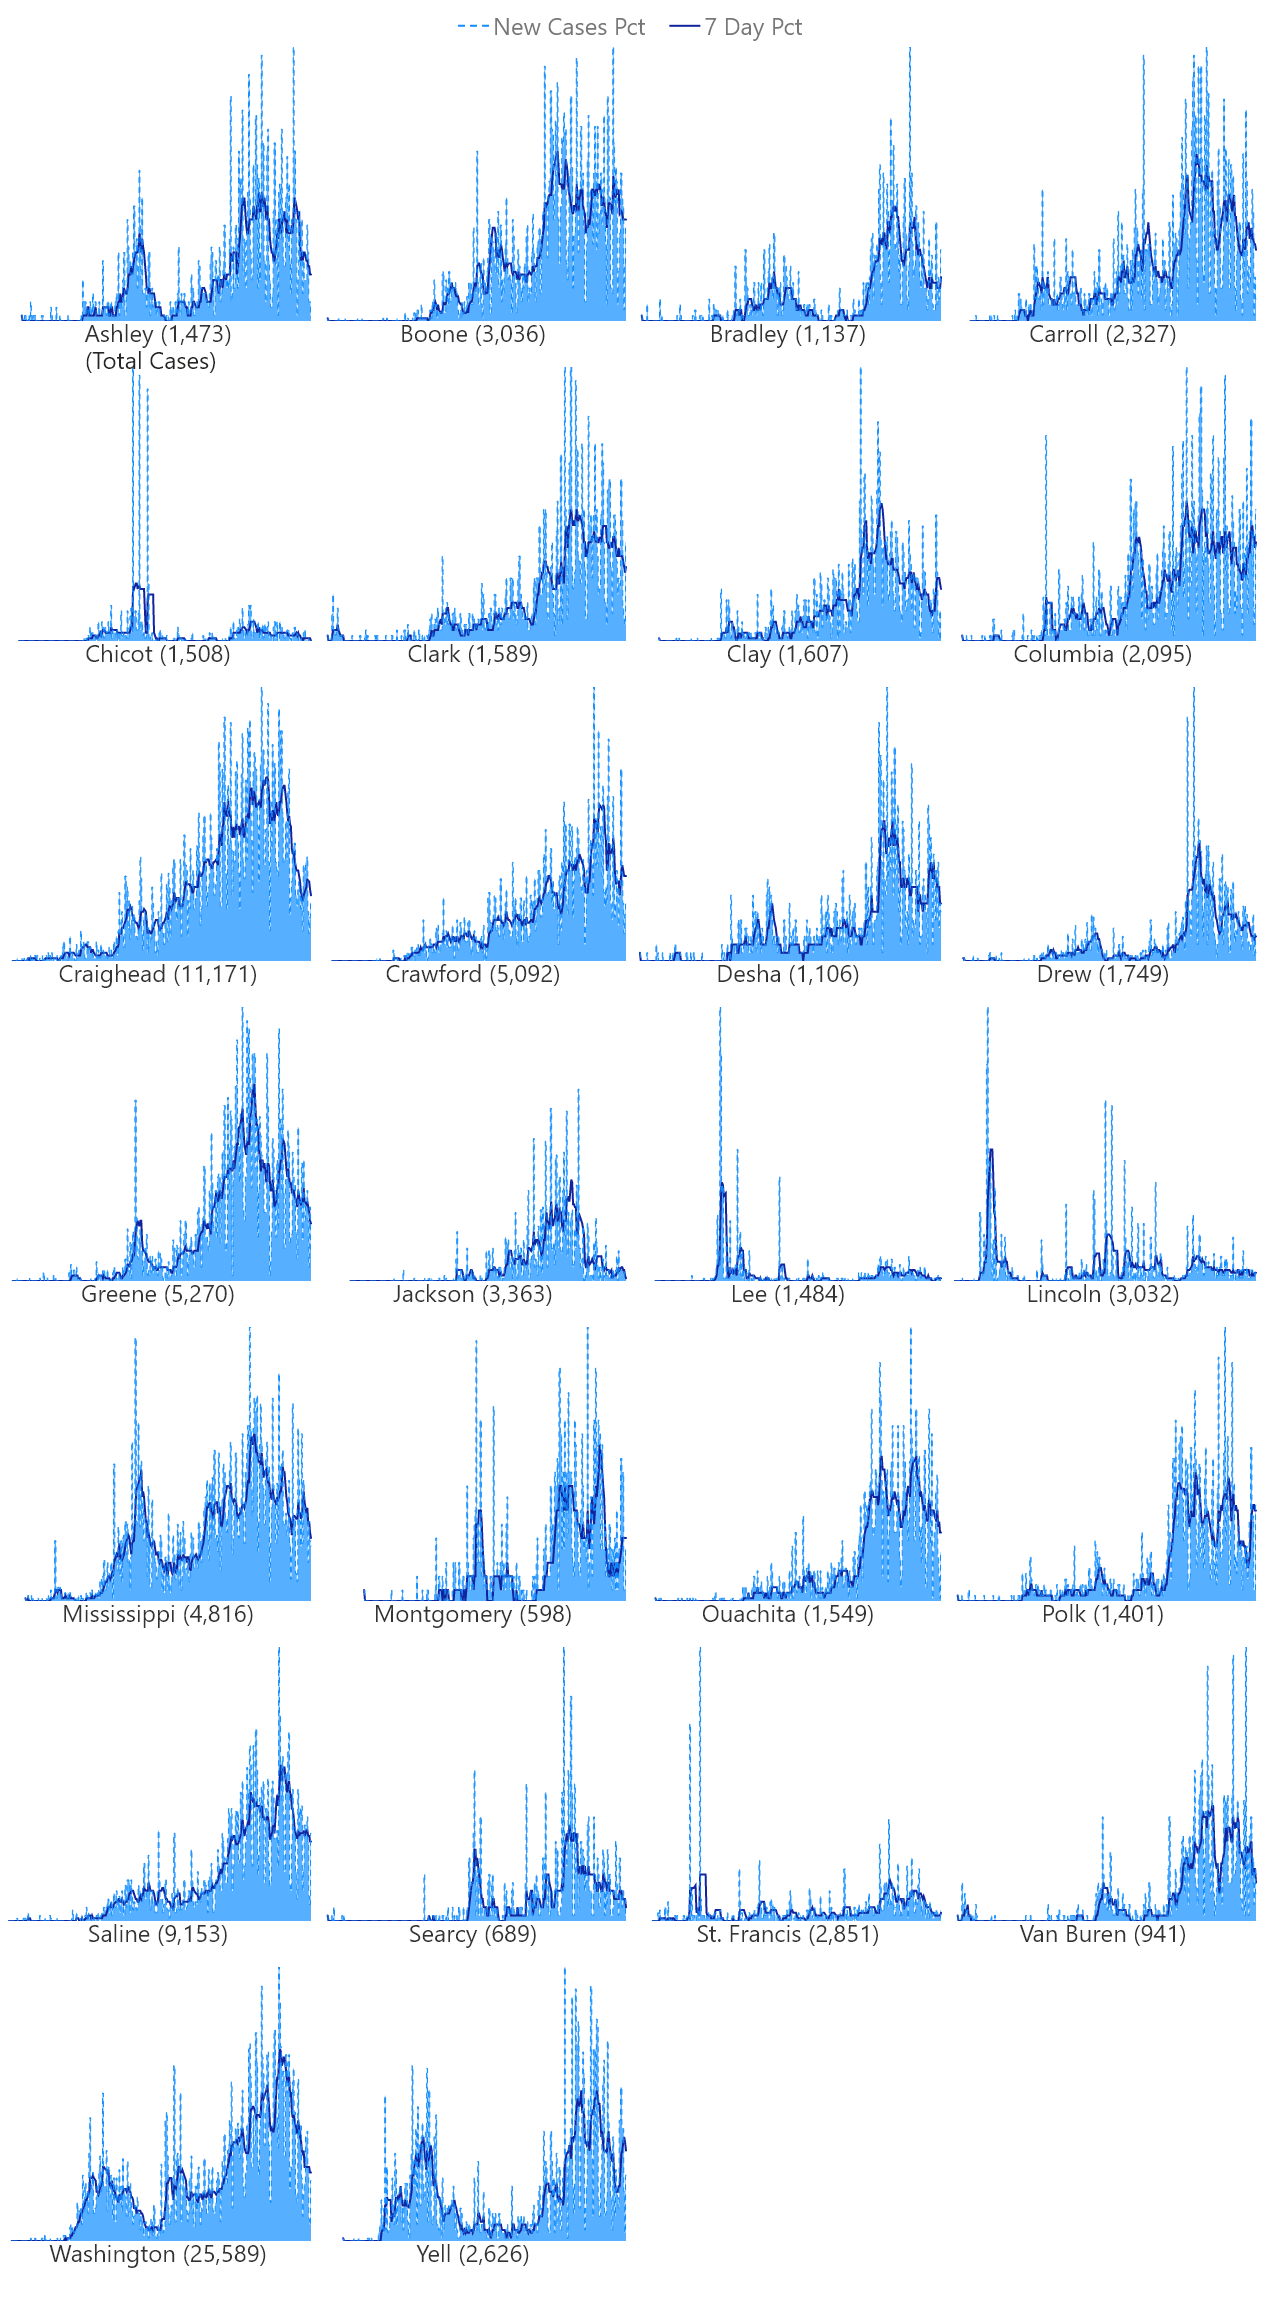 New Cases Pct 7 Day Pct
Ashley (1,473) Boone (3,036) Bradley (1,137) Carroll (2,327)
(Total Cases)
Chicot (1,508) Clark (1,589) Clay (1,607) Columbia (2,095)
Craighead (11,171) Crawford (5,092) Desha (1,106) Drew (1,749)
Greene (5,270) Jackson (3,363) Lee (1,484) Lincoln (3,032)
Mississippi (4,816) Montgomery (598) Ouachita (1,549) Polk (1,401)
Saline (9,153) Searcy (689) St. Francis (2,851) Van Buren (941)
Washington (25,589) Yell (2,626)